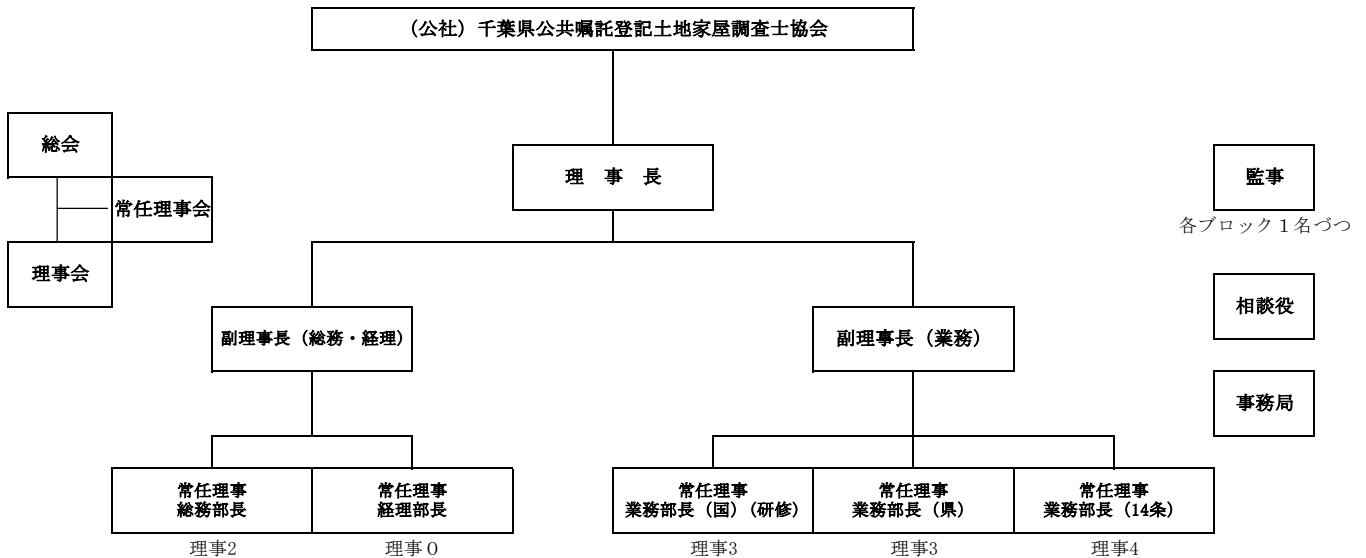 （公社）千葉県公共嘱託登記土地家屋調査士協会
総会
常任理事会
理事会
理　事　長
監事
各ブロック１名づつ
相談役
事務局
副理事長（総務・経理）
副理事長（業務）
常任理事
総務部長
常任理事
経理部長
常任理事
業務部長（国）（研修）
常任理事
業務部長（県）
常任理事
業務部長（14条）
理事2
理事０
理事3
理事3
理事4